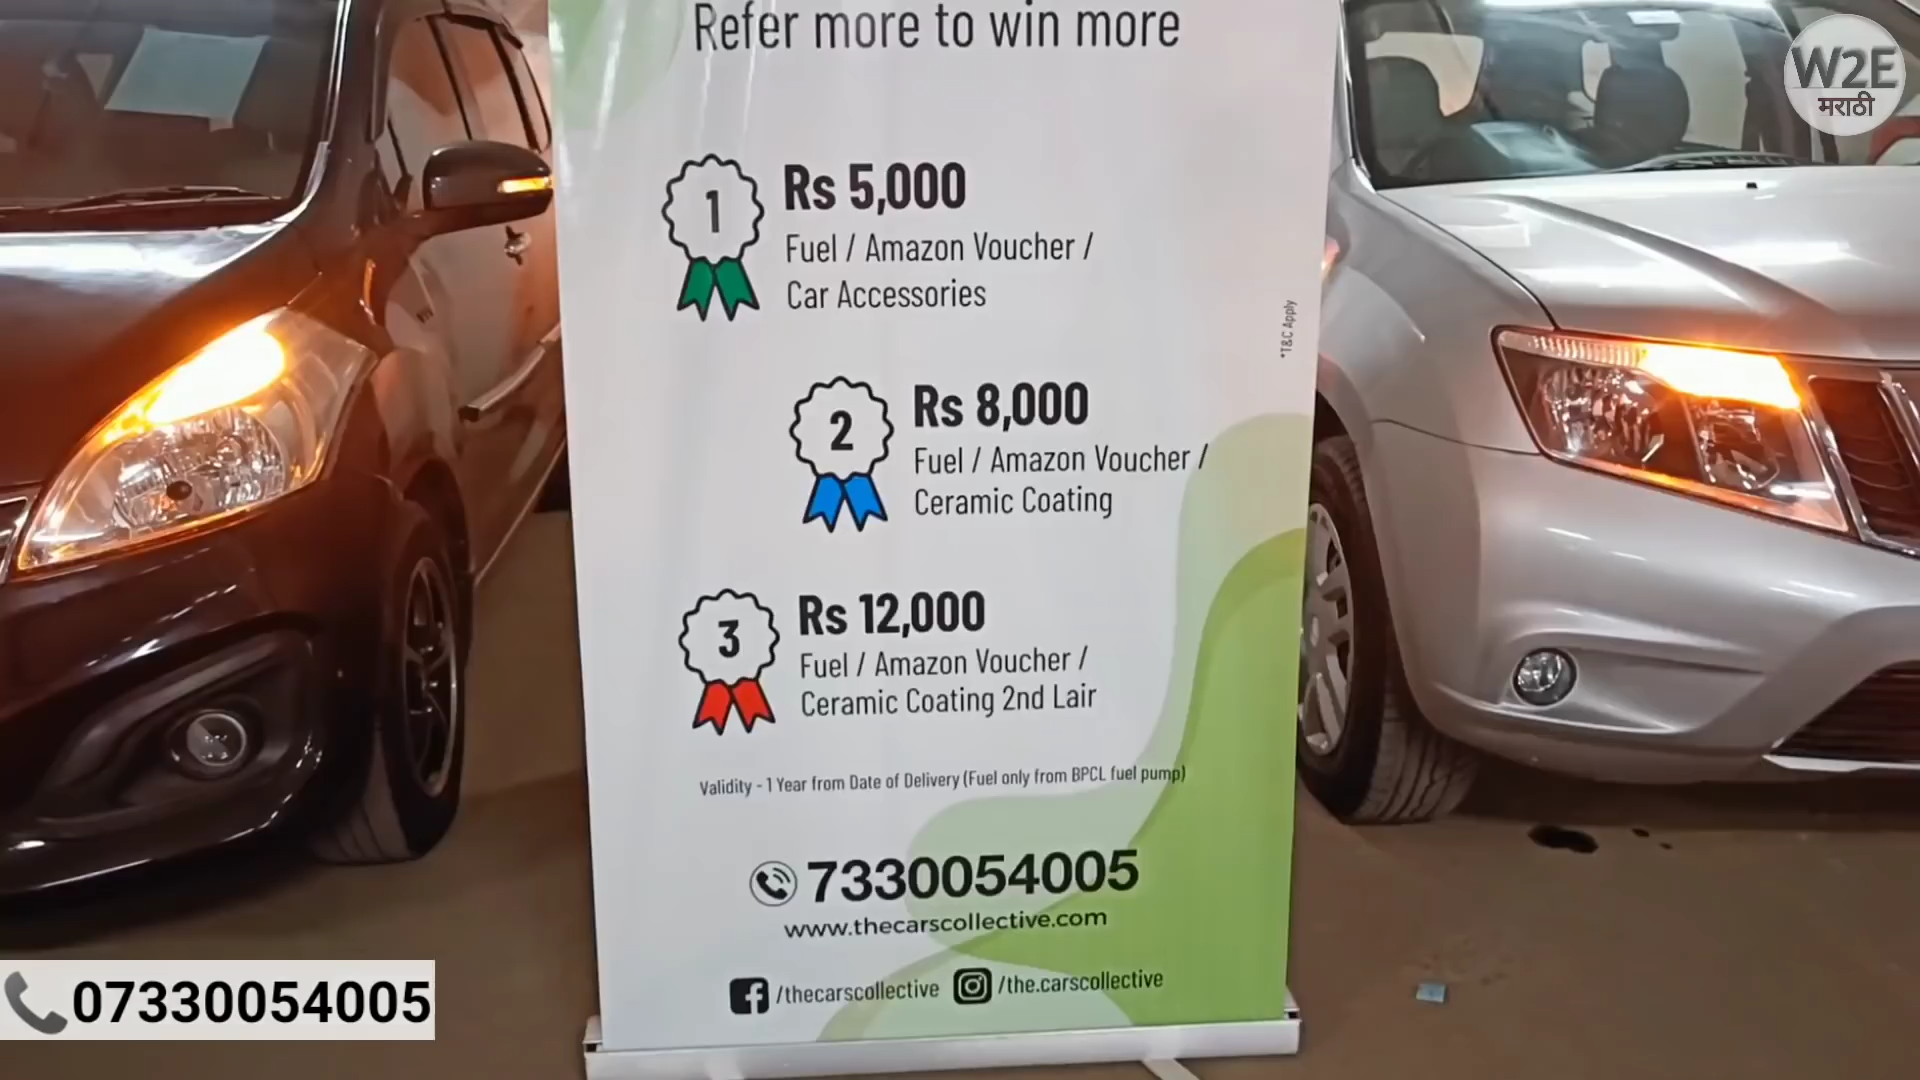 Refer more to win more
W2E
मराठी
1
Rs 5,000
Fuel / Amazon Voucher /
Car Accessories
*T&C Apply
2
Rs 8,000
Fuel / Amazon Voucher /
Ceramic Coating
3
Rs 12,000
Fuel / Amazon Voucher /
Ceramic Coating 2nd Lair
Validity - 1 Year from Date of Delivery (Fuel only from BPCL fuel pump)
7330054005
www.thecarscollective.com
/thecarscollective
/the.carscollective
07330054005